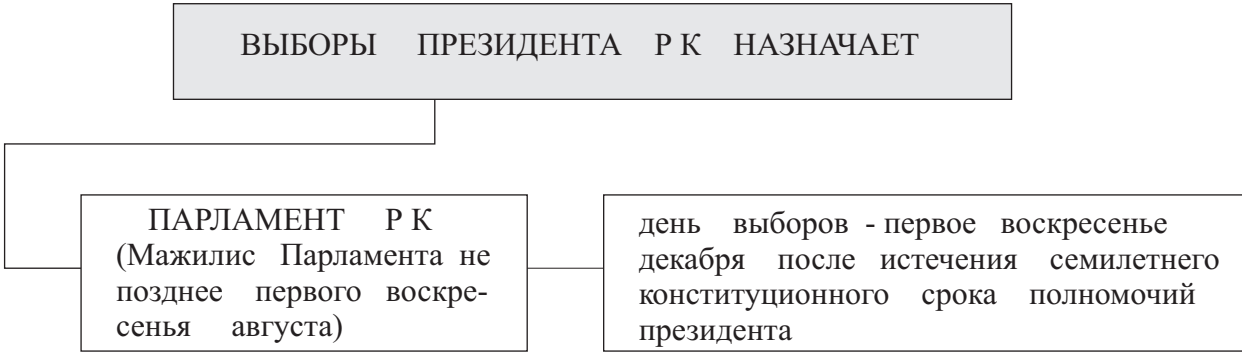 ВЫБОРЫ ПРЕЗИДЕНТА Р К НАЗНАЧАЕТ
ПАРЛАМЕНТ Р К
(Мажилис Парламента не
позднее первого воскре-
сенья августа)
день выборов - первое воскресенье
декабря после истечения семилетнего
конституционного срока полномочий
президента